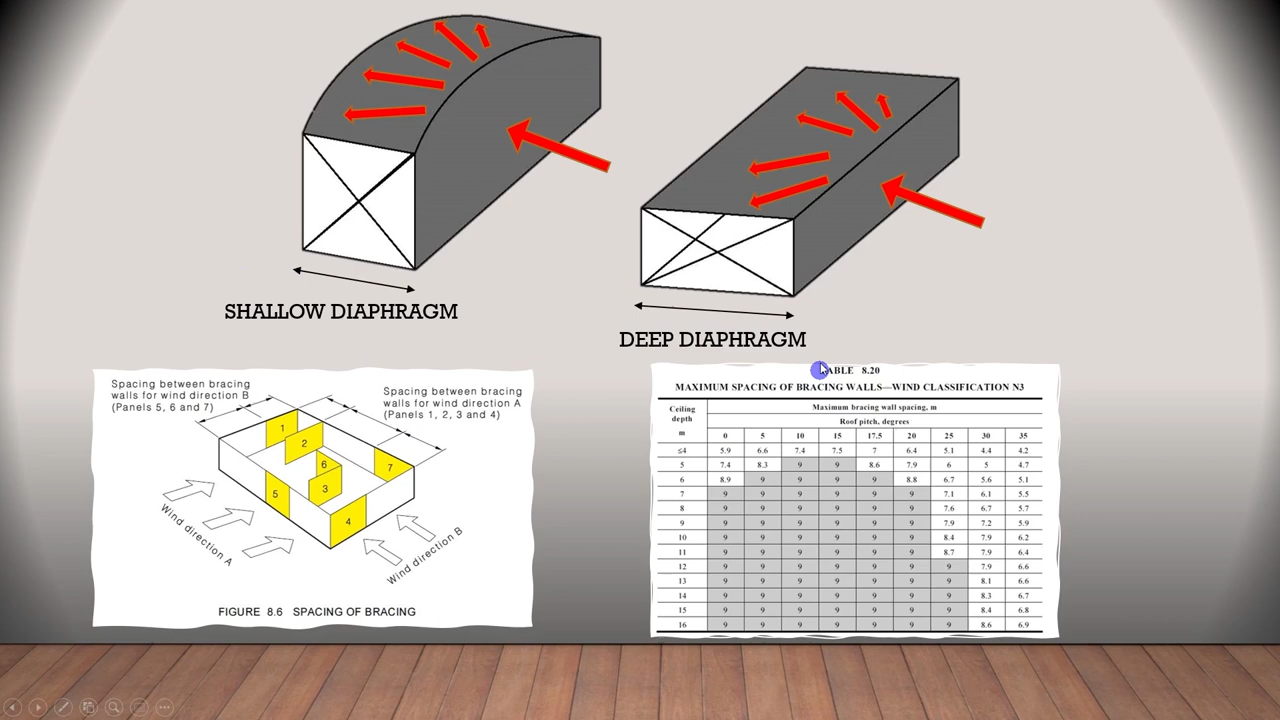 SHALLOW DIAPHRAGM
DEEP DIAPHRAGM
Spacing between bracing
walls for wind direction B
(Panels 5, 6 and 7)
Spacing between bracing
walls for wind direction A
(Panels 1, 2, 3 and 4)
1
2
6
7
3
5
4
Wind direction A
Wind direction B
FIGURE 8.6 SPACING OF BRACING
ABLE 8.20
MAXIMUM SPACING OF BRACING WALLS—WIND CLASSIFICATION N3
Ceiling depth m
Maximum bracing wall spacing, m
Roof pitch, degrees
0 5 10 15 17.5 20 25 30 35
≤4 5.9 6.6 7.4 7.5 7 6.4 5.1 4.4 4.2
5 7.4 8.3 9 9 8.6 7.9 6 5 4.7
6 8.9 9 9 9 9 8.8 6.7 5.6 5.1
7 9 9 9 9 9 9 7.1 6.1 5.5
8 9 9 9 9 9 9 7.6 6.7 5.7
9 9 9 9 9 9 9 7.9 7.2 5.9
10 9 9 9 9 9 9 8.4 7.9 6.2
11 9 9 9 9 9 9 8.7 7.9 6.4
12 9 9 9 9 9 9 9 7.9 6.6
13 9 9 9 9 9 9 9 8.1 6.6
14 9 9 9 9 9 9 9 8.3 6.7
15 9 9 9 9 9 9 9 8.4 6.8
16 9 9 9 9 9 9 9 8.6 6.9